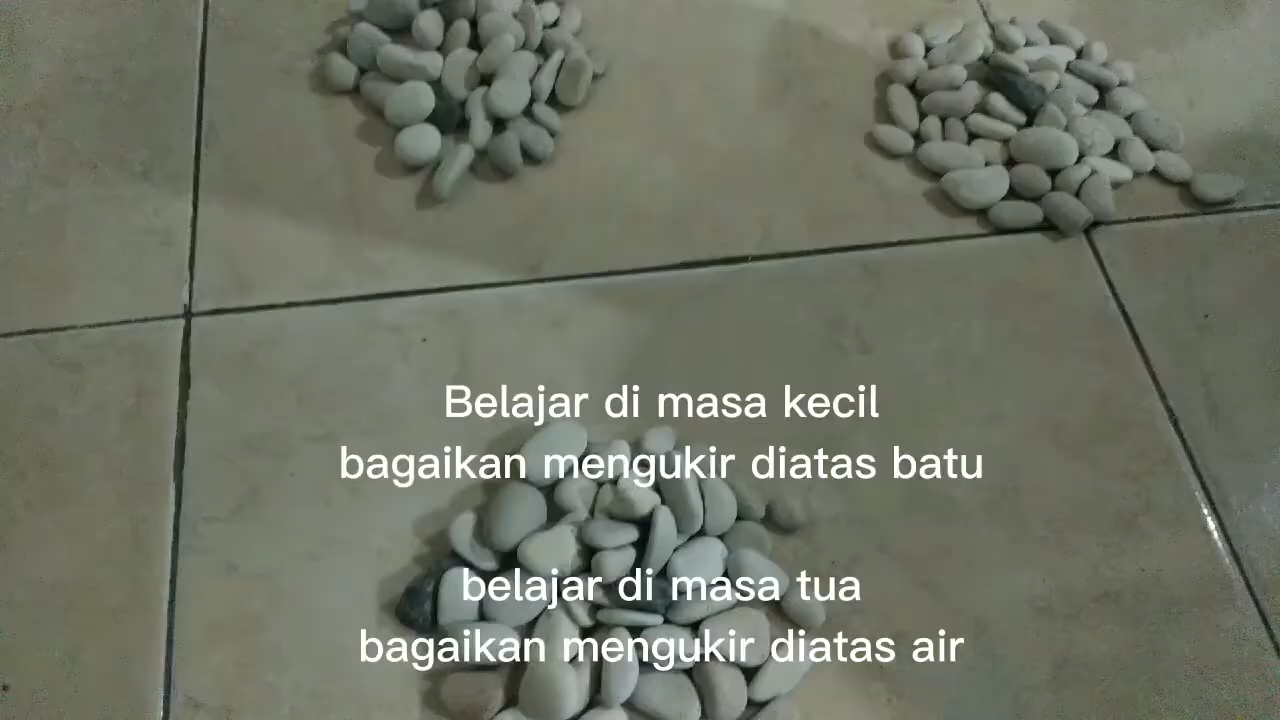 Belajar di masa kecil
bagaikan mengukir diatas batu
belajar di masa tua
bagaikan mengukir diatas air